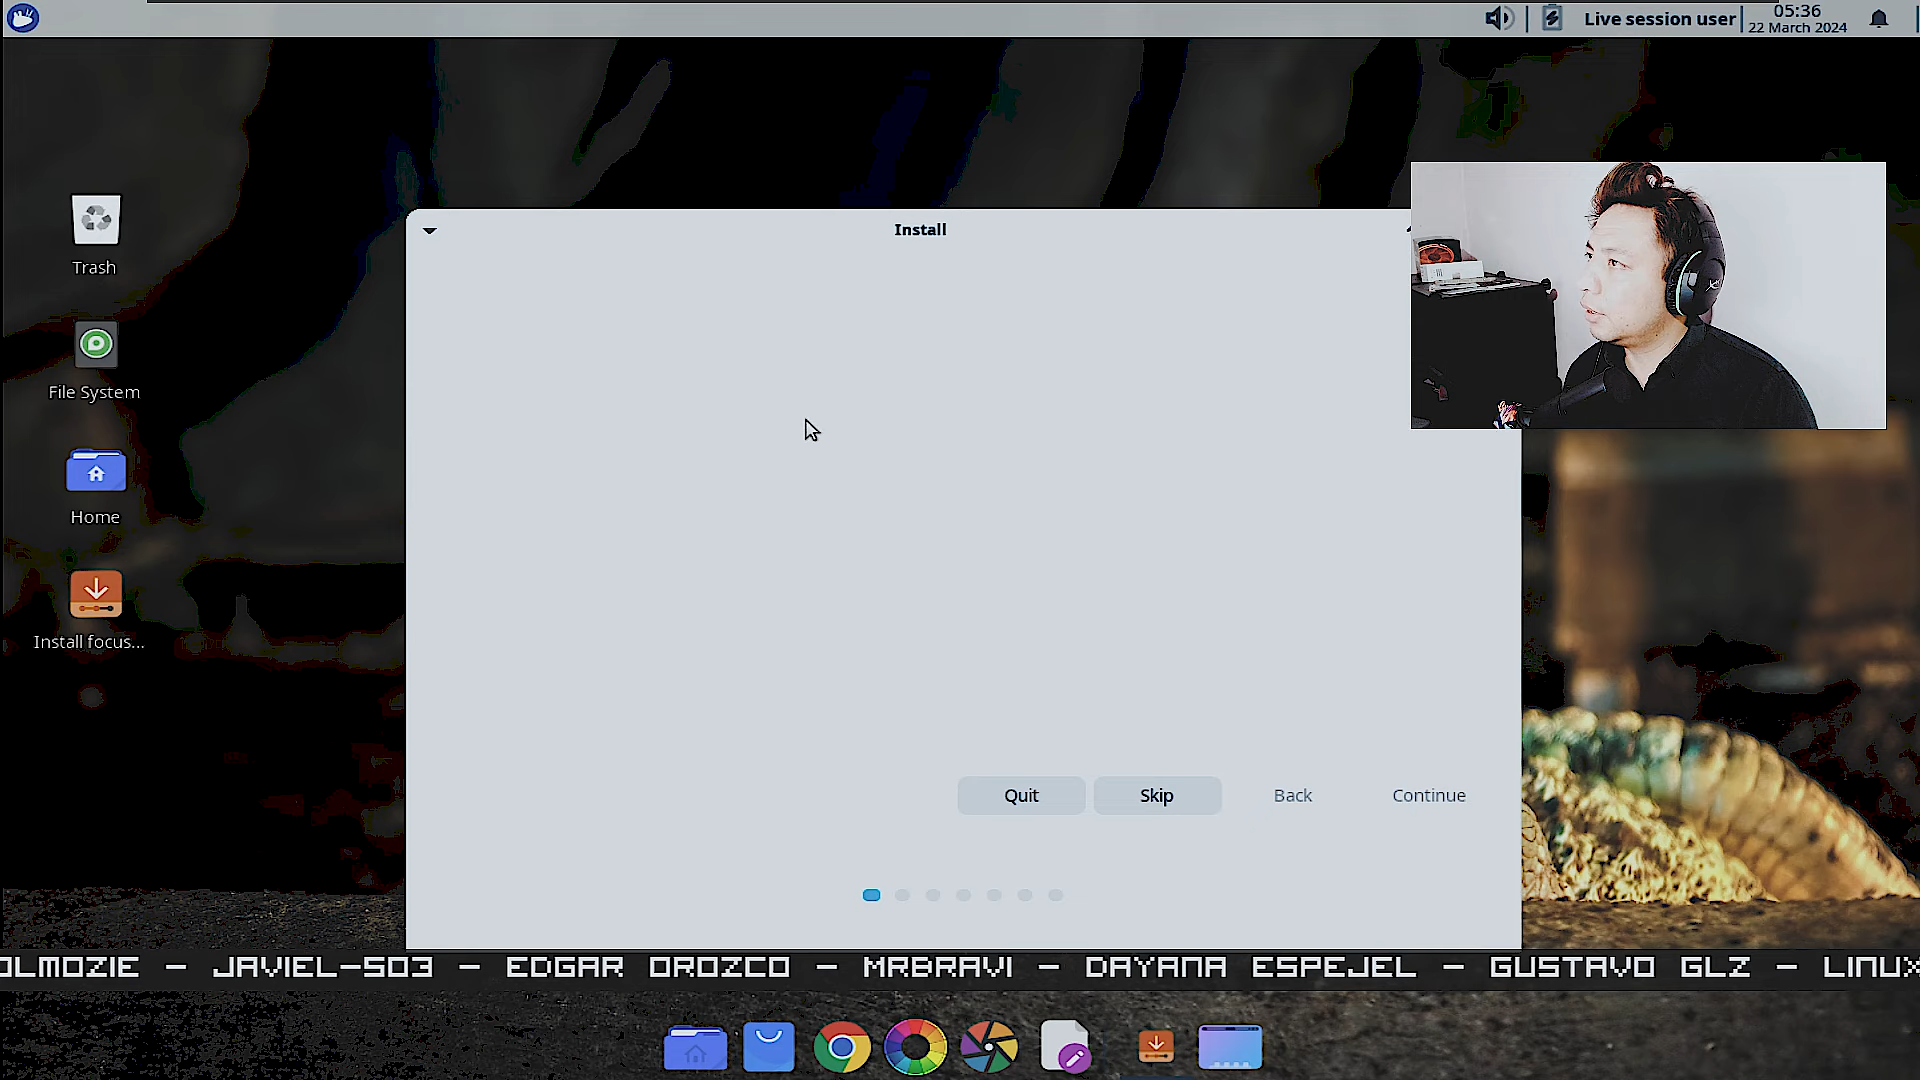 Live session user
05:36
22 March 2024
Install
Trash
File System
Home
Install focus...
Quit
Skip
Back
Continue
OLMOZIE - JAVIEL-503 - EDGAR OROZCO - MRBRAVI - DAYANA ESPEJEL - GUSTAVO GLZ - LINUX